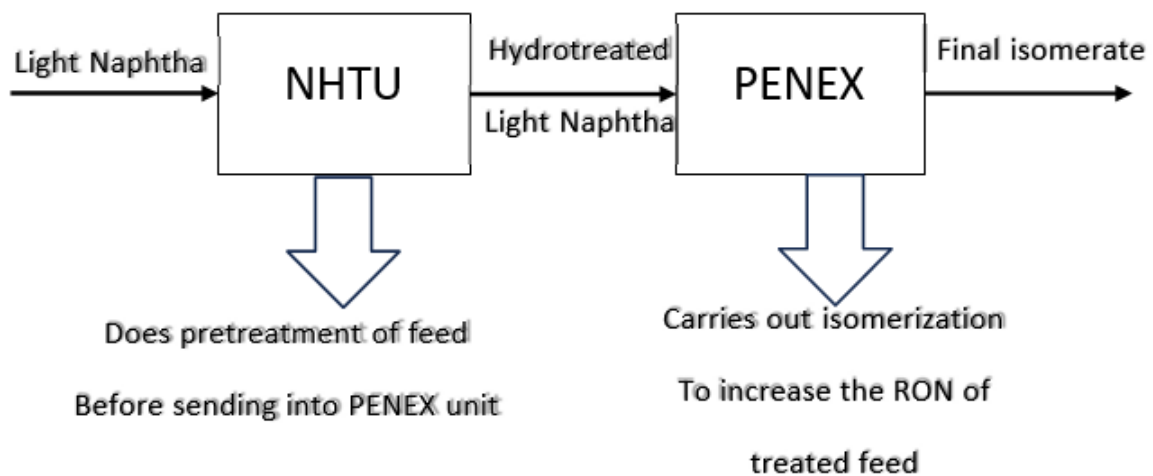 Light Naphtha
NHTU
Hydrotreated
Light Naphtha
PENEX
Final isomerate
Does pretreatment of feed
Before sending into PENEX unit
Carries out isomerization
To increase the RON of
treated feed